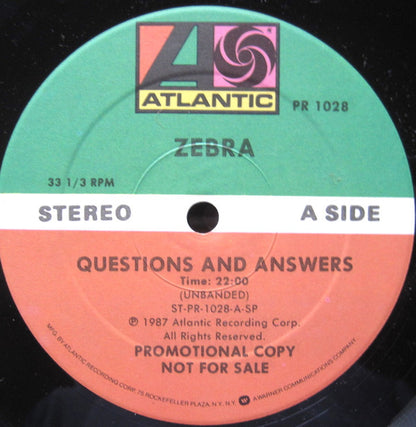 ATLANTIC
PR 1028
ZEBRA
33 1/3 RPM
STEREO
A SIDE
QUESTIONS AND ANSWERS
Time: 22:00
(UNBANDED)
ST-PR-1028-A-SP
℗ 1987 Atlantic Recording Corp.
All Rights Reserved.
PROMOTIONAL COPY
NOT FOR SALE
MFG. BY ATLANTIC RECORDING CORP. 75 ROCKEFELLER PLAZA, N.Y. N.Y. A WARNER COMMUNICATIONS COMPANY.